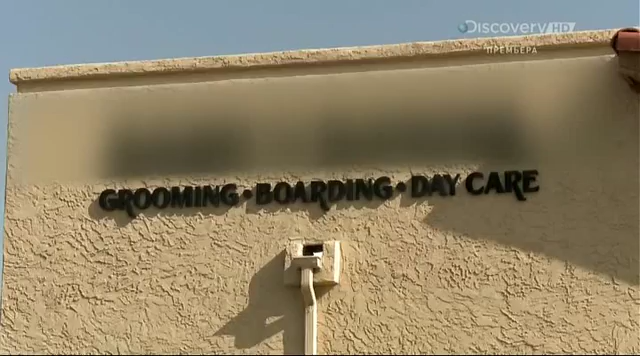 Discovery HD
ПРЕМЬЕРА
GROOMING • BOARDING • DAY CARE